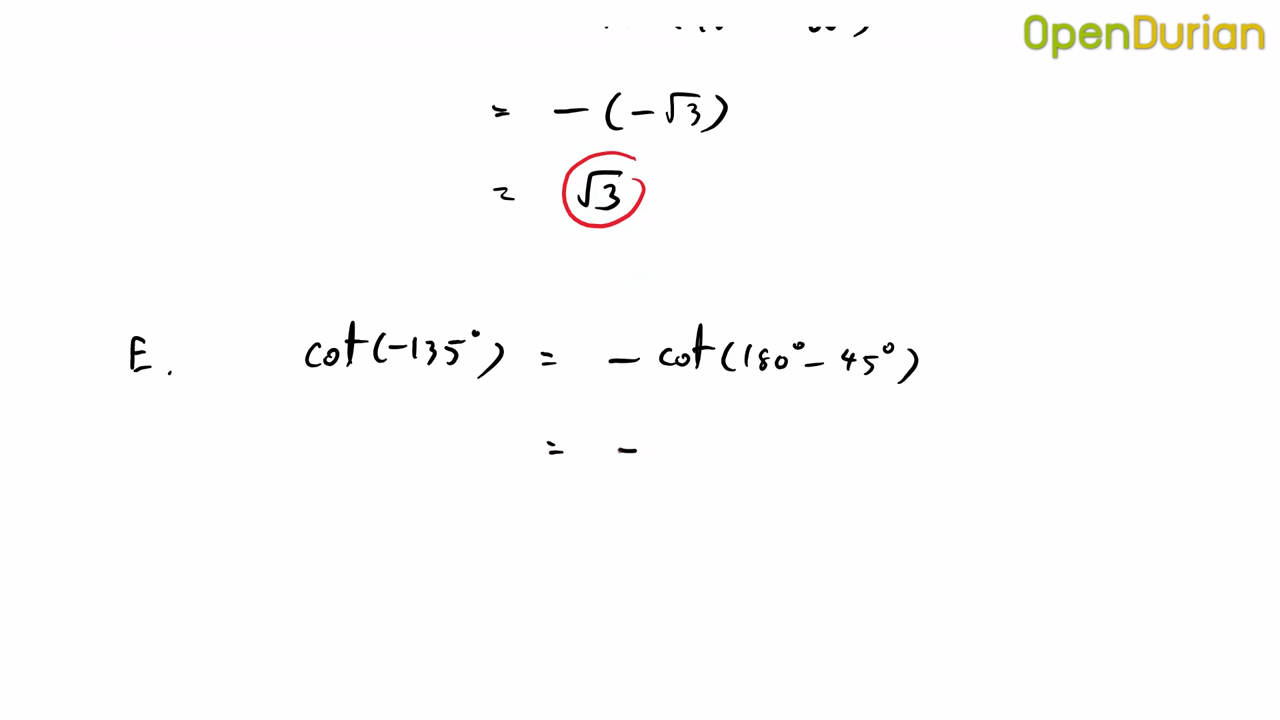 OpenDurian
= - (-√3)
= √3
E. cot(-135°) = - cot(180° - 45°)
= -